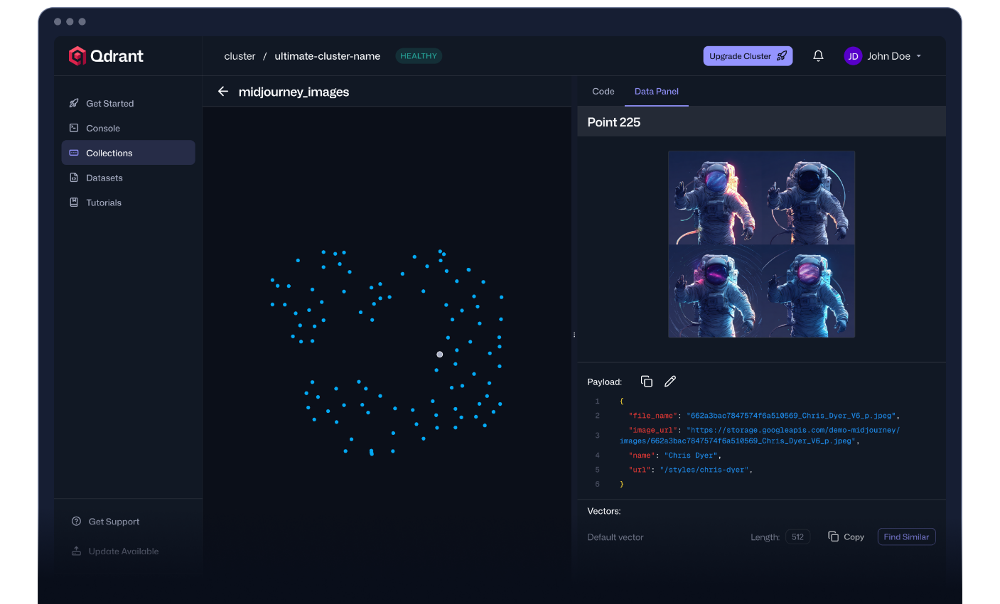 Qdrant
cluster / ultimate-cluster-name HEALTHY
Upgrade Cluster
JD John Doe
Get Started
Console
Collections
Datasets
Tutorials
Get Support
Update Available
midjourney_images
Code Data Panel
Point 225
Payload:
1 {
2 "file_name": "662a3bac7847574f6a510569_Chris_Dyer_V6_p.jpeg",
3 "image_url": "https://storage.googleapis.com/demo-midjourney/
images/662a3bac7847574f6a510569_Chris_Dyer_V6_p.jpeg",
4 "name": "Chris Dyer",
5 "url": "/styles/chris-dyer",
6 }
Vectors:
Default vector Length: 512 Copy Find Similar